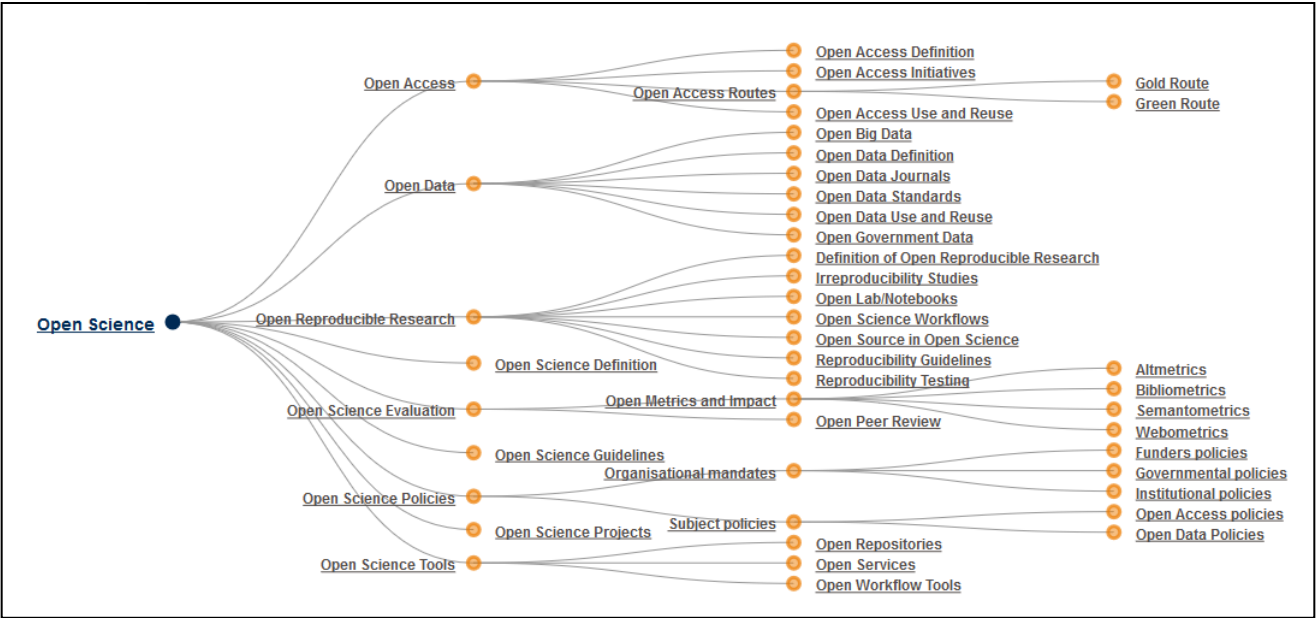 Open Science
Open Access
Open Access Definition
Open Access Initiatives
Open Access Routes
Gold Route
Green Route
Open Access Use and Reuse
Open Data
Open Big Data
Open Data Definition
Open Data Journals
Open Data Standards
Open Data Use and Reuse
Open Government Data
Open Reproducible Research
Definition of Open Reproducible Research
Irreproducibility Studies
Open Lab/Notebooks
Open Science Workflows
Open Source in Open Science
Reproducibility Guidelines
Reproducibility Testing
Open Science Definition
Open Science Evaluation
Open Metrics and Impact
Altmetrics
Bibliometrics
Semantometrics
Webometrics
Open Peer Review
Open Science Guidelines
Open Science Policies
Organisational mandates
Funders policies
Governmental policies
Institutional policies
Subject policies
Open Access policies
Open Data Policies
Open Science Projects
Open Science Tools
Open Repositories
Open Services
Open Workflow Tools